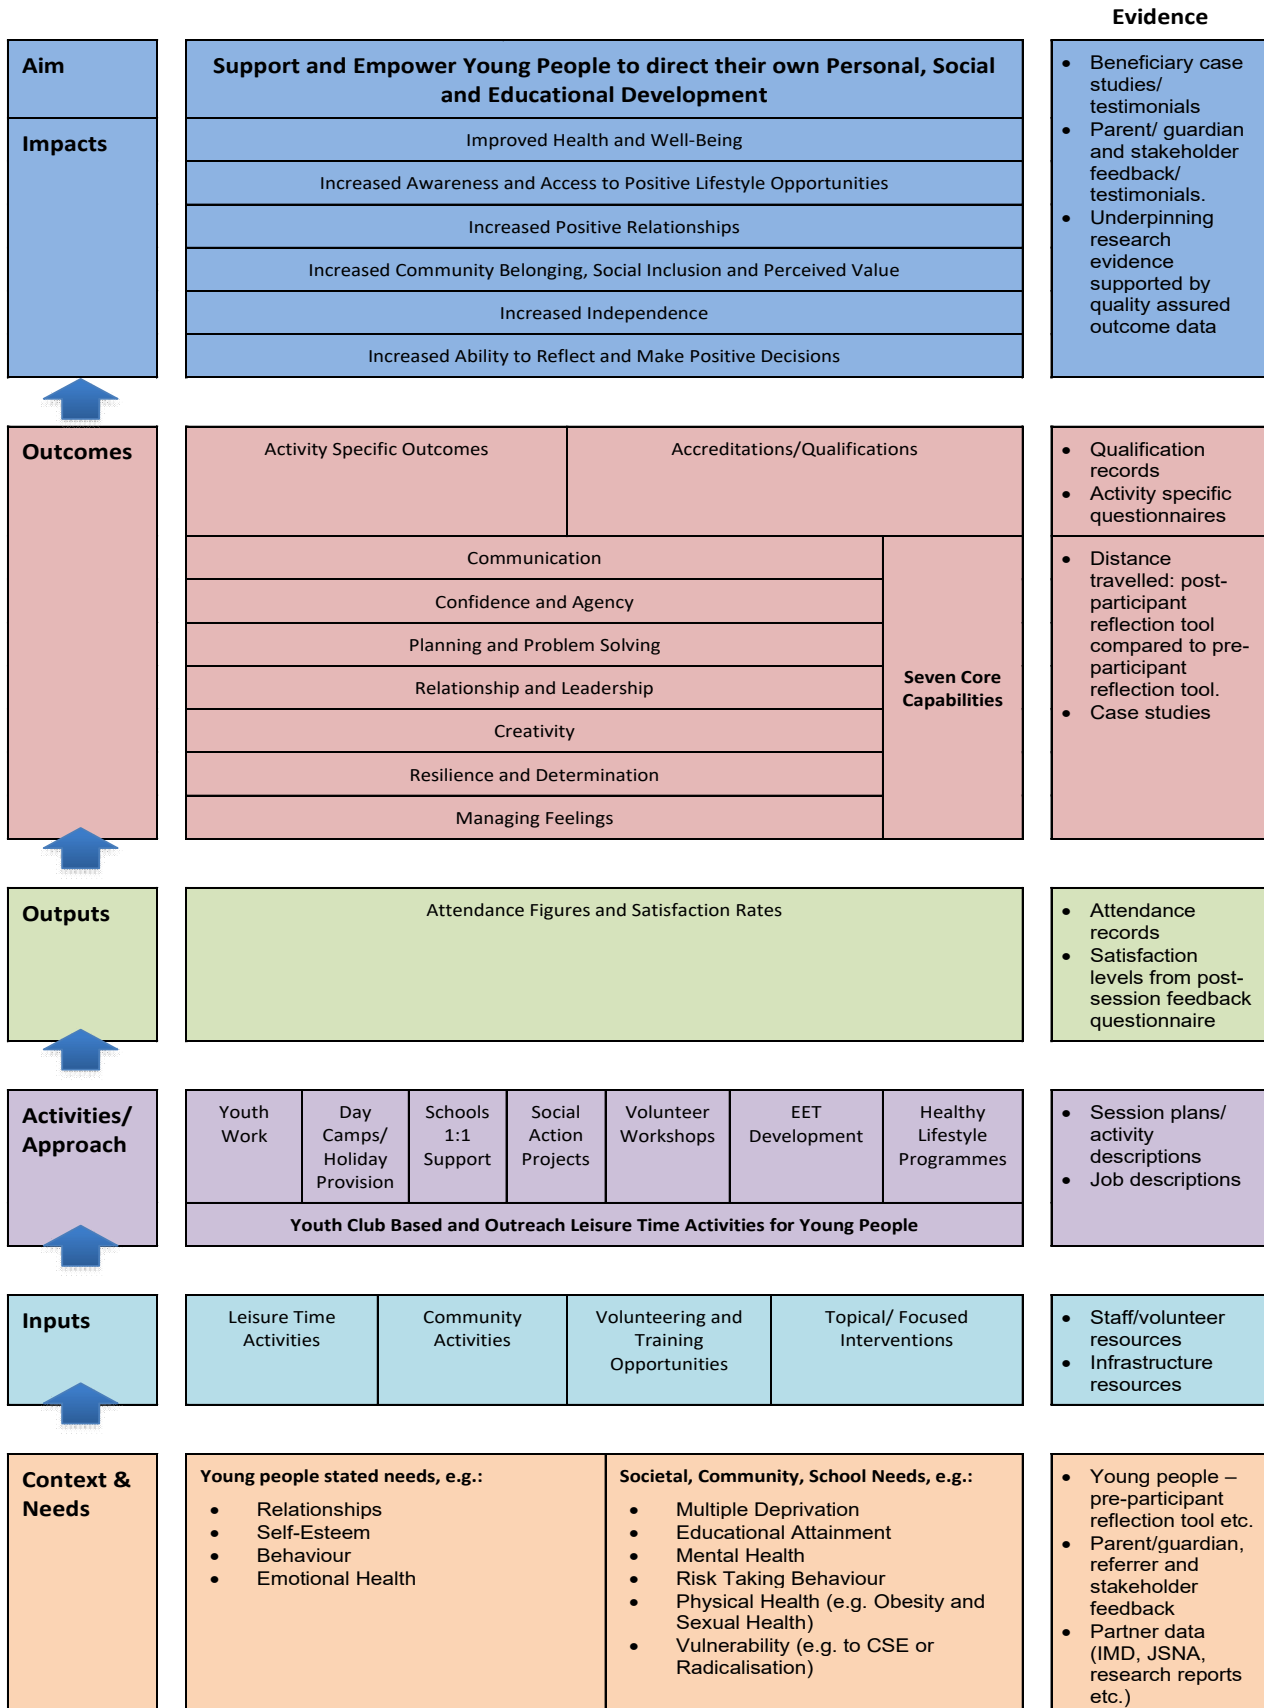 Evidence
Aim
Support and Empower Young People to direct their own Personal, Social
and Educational Development
Impacts
Improved Health and Well-Being
Increased Awareness and Access to Positive Lifestyle Opportunities
Increased Positive Relationships
Increased Community Belonging, Social Inclusion and Perceived Value
Increased Independence
Increased Ability to Reflect and Make Positive Decisions
• Beneficiary case
studies/
testimonials
• Parent/ guardian
and stakeholder
feedback/
testimonials.
• Underpinning
research
evidence
supported by
quality assured
outcome data
Outcomes
Activity Specific Outcomes
Accreditations/Qualifications
• Qualification
records
• Activity specific
questionnaires
Communication
Confidence and Agency
Planning and Problem Solving
Relationship and Leadership
Creativity
Resilience and Determination
Managing Feelings
Seven Core
Capabilities
• Distance
travelled: post-
participant
reflection tool
compared to pre-
participant
reflection tool.
• Case studies
Outputs
Attendance Figures and Satisfaction Rates
• Attendance
records
• Satisfaction
levels from post-
session feedback
questionnaire
Activities/
Approach
Youth
Work
Day
Camps/
Holiday
Provision
Schools
1:1
Support
Social
Action
Projects
Volunteer
Workshops
EET
Development
Healthy
Lifestyle
Programmes
Youth Club Based and Outreach Leisure Time Activities for Young People
• Session plans/
activity
descriptions
• Job descriptions
Inputs
Leisure Time
Activities
Community
Activities
Volunteering and
Training
Opportunities
Topical/ Focused
Interventions
• Staff/volunteer
resources
• Infrastructure
resources
Context &
Needs
Young people stated needs, e.g.:
• Relationships
• Self-Esteem
• Behaviour
• Emotional Health
Societal, Community, School Needs, e.g.:
• Multiple Deprivation
• Educational Attainment
• Mental Health
• Risk Taking Behaviour
• Physical Health (e.g. Obesity and
Sexual Health)
• Vulnerability (e.g. to CSE or
Radicalisation)
• Young people –
pre-participant
reflection tool etc.
• Parent/guardian,
referrer and
stakeholder
feedback
• Partner data
(IMD, JSNA,
research reports
etc.)